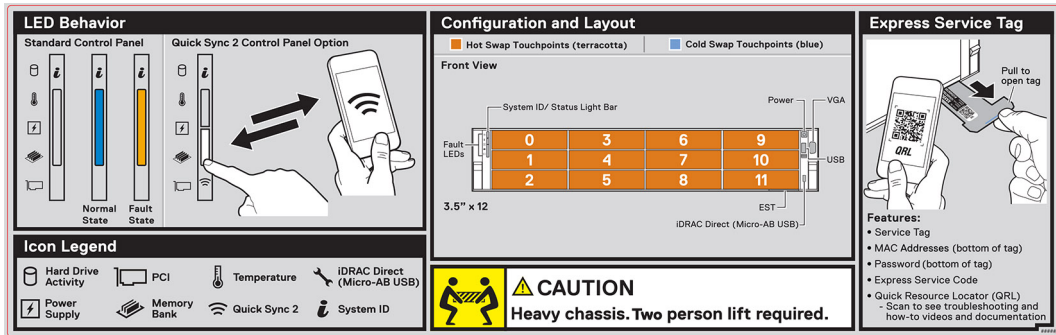 LED Behavior
Standard Control Panel
Quick Sync 2 Control Panel Option
i
i
i
i
Normal
State
Fault
State
Icon Legend
Hard Drive
Activity
PCI
Temperature
iDRAC Direct
(Micro-AB USB)
Power
Supply
Memory
Bank
Quick Sync 2
i
System ID
Configuration and Layout
Hot Swap Touchpoints (terracotta)
Cold Swap Touchpoints (blue)
Front View
System ID/ Status Light Bar
Power
VGA
Fault
LEDs
0 3 6 9
1 4 7 10
2 5 8 11
USB
3.5" x 12
EST
iDRAC Direct (Micro-AB USB)
CAUTION
Heavy chassis. Two person lift required.
Express Service Tag
Pull to
open tag
QRL
Features:
• Service Tag
• MAC Addresses (bottom of tag)
• Password (bottom of tag)
• Express Service Code
• Quick Resource Locator (QRL)
- Scan to see troubleshooting and
how-to videos and documentation